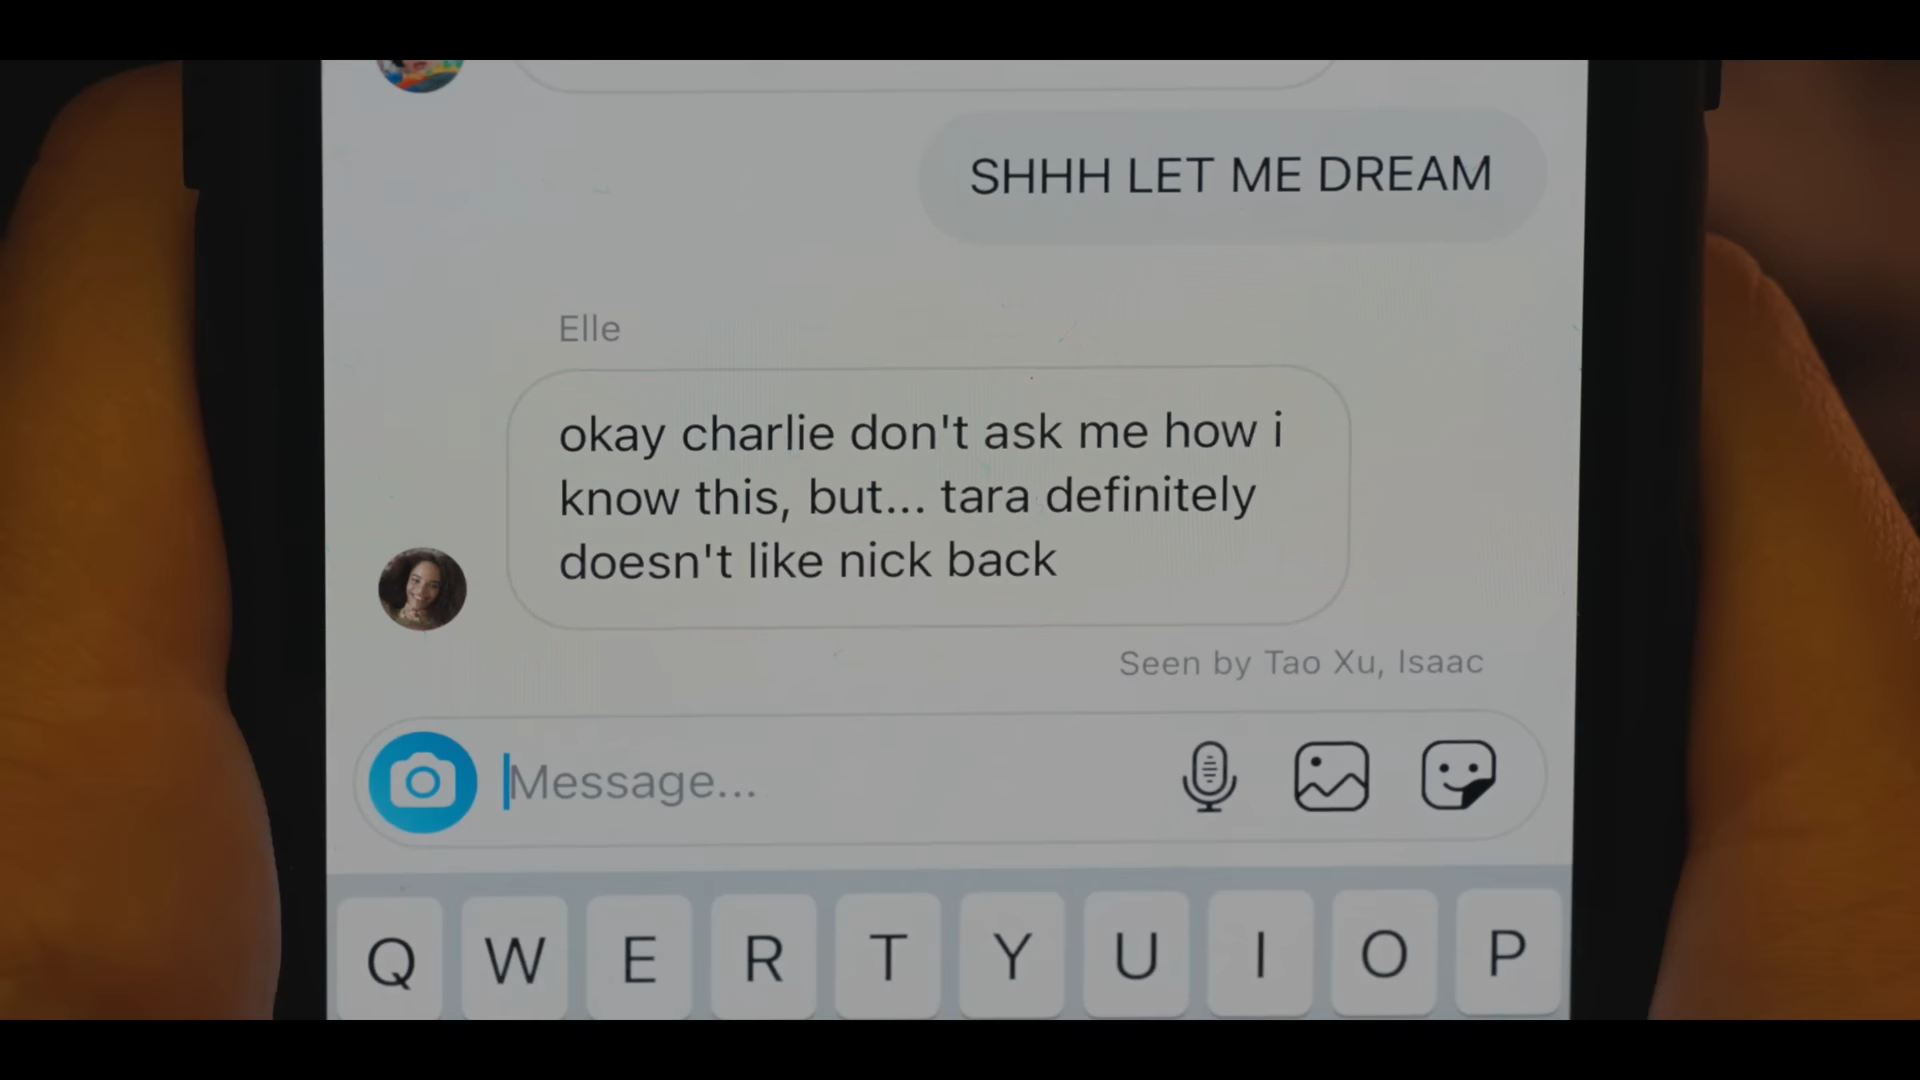 SHHH LET ME DREAM
Elle
okay charlie don't ask me how i
know this, but... tara definitely
doesn't like nick back
Seen by Tao Xu, Isaac
Message...
Q W E R T Y U I O P